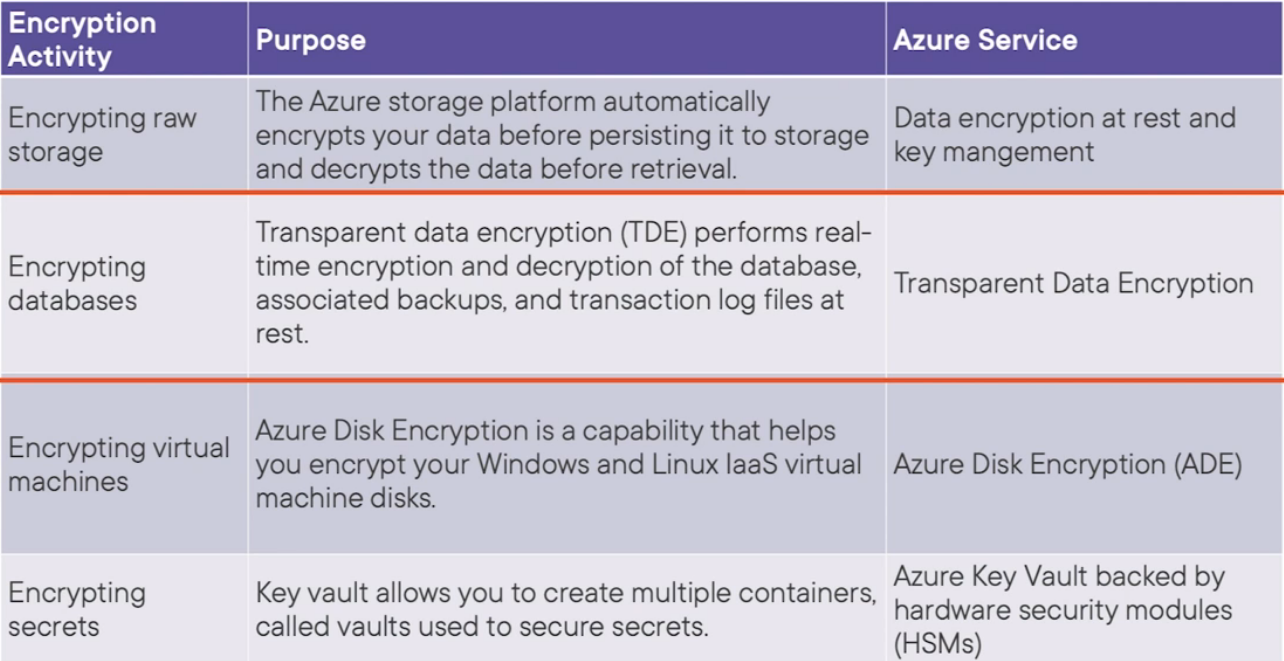 Encryption
Activity
Purpose
Azure Service
Encrypting raw
storage
The Azure storage platform automatically
encrypts your data before persisting it to storage
and decrypts the data before retrieval.
Data encryption at rest and
key mangement
Encrypting
databases
Transparent data encryption (TDE) performs real-
time encryption and decryption of the database,
associated backups, and transaction log files at
rest.
Transparent Data Encryption
Encrypting virtual
machines
Azure Disk Encryption is a capability that helps
you encrypt your Windows and Linux IaaS virtual
machine disks.
Azure Disk Encryption (ADE)
Encrypting
secrets
Key vault allows you to create multiple containers,
called vaults used to secure secrets.
Azure Key Vault backed by
hardware security modules
(HSMs)